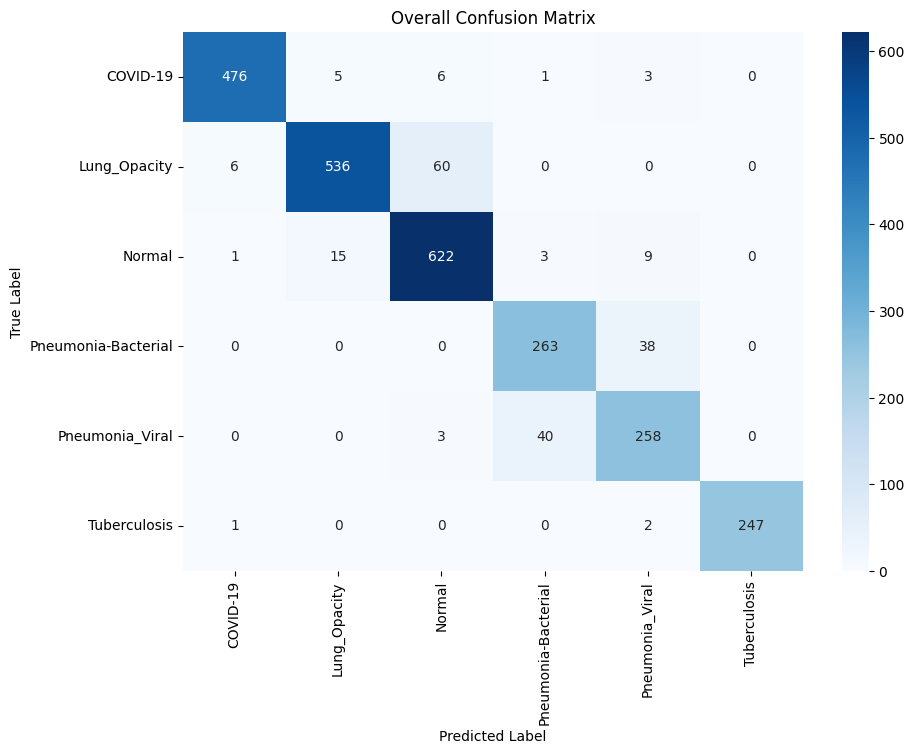 Overall Confusion Matrix
True Label
COVID-19 476 5 6 1 3 0
Lung_Opacity 6 536 60 0 0 0
Normal 1 15 622 3 9 0
Pneumonia-Bacterial 0 0 0 263 38 0
Pneumonia_Viral 0 0 3 40 258 0
Tuberculosis 1 0 0 0 2 247
COVID-19
Lung_Opacity
Normal
Pneumonia-Bacterial
Pneumonia_Viral
Tuberculosis
Predicted Label
600
500
400
300
200
100
0